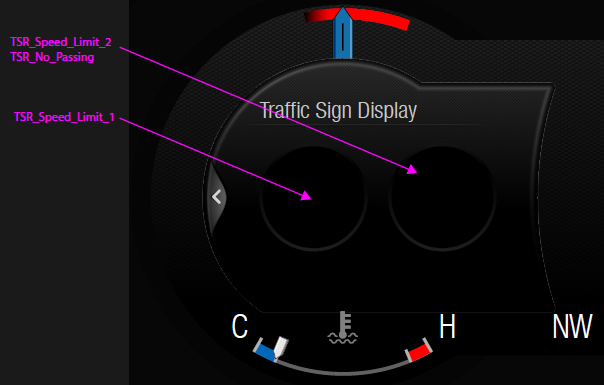 TSR_Speed_Limit_2
TSR_No_Passing
Traffic Sign Display
TSR_Speed_Limit_1
C
H
NW